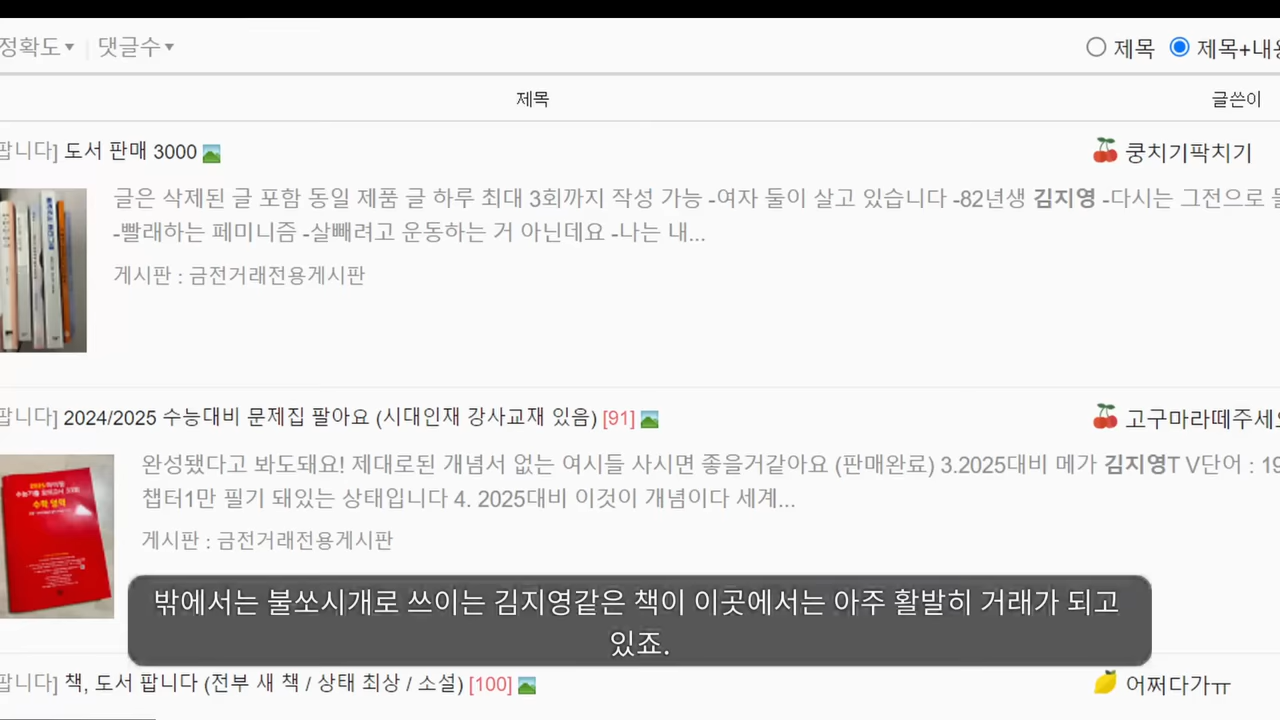 정확도▾ | 댓글수▾ 제목 제목+내용
제목 글쓴이
팝니다] 도서 판매 3000 쿵치기팍치기
글은 삭제된 글 포함 동일 제품 글 하루 최대 3회까지 작성 가능 -여자 둘이 살고 있습니다 -82년생 김지영 -다시는 그전으로
-빨래하는 페미니즘 -살빼려고 운동하는 거 아닌데요 -나는 내...
게시판 : 금전거래전용게시판
팝니다] 2024/2025 수능대비 문제집 팔아요 (시대인재 강사교재 있음) [91] 고구마라떼주세요
완성됐다고 봐도돼요! 제대로된 개념서 없는 여시들 사시면 좋을거같아요 (판매완료) 3.2025대비 메가 김지영T V단어 : 19
챕터1만 필기 돼있는 상태입니다 4. 2025대비 이것이 개념이다 세계...
게시판 : 금전거래전용게시판
수학 영역
밖에서는 불쏘시개로 쓰이는 김지영같은 책이 이곳에서는 아주 활발히 거래가 되고
있죠.
팝니다] 책, 도서 팝니다 (전부 새 책 / 상태 최상 / 소설) [100] 어쩌다가ㅠ